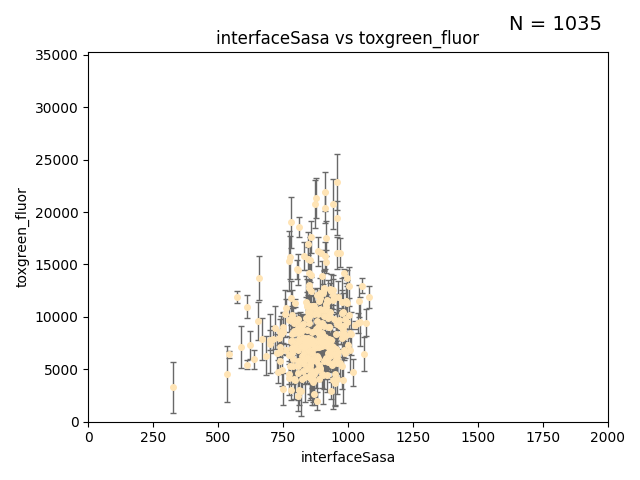 N = 1035
interfaceSasa vs toxgreen_fluor
35000
30000
25000
20000
15000
10000
5000
0
toxgreen_fluor
0 250 500 750 1000 1250 1500 1750 2000
interfaceSasa